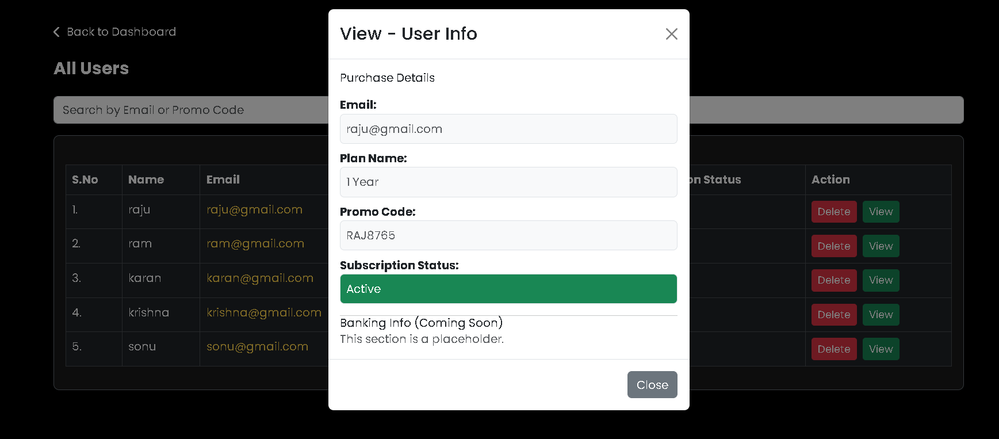 Back to Dashboard
All Users
Search by Email or Promo Code
S.No Name Email on Status Action
1. raju raju@gmail.com Delete View
2. ram ram@gmail.com Delete View
3. karan karan@gmail.com Delete View
4. krishna krishna@gmail.com Delete View
5. sonu sonu@gmail.com Delete View
View - User Info
Purchase Details
Email:
raju@gmail.com
Plan Name:
1 Year
Promo Code:
RAJ8765
Subscription Status:
Active
Banking Info (Coming Soon)
This section is a placeholder.
Close